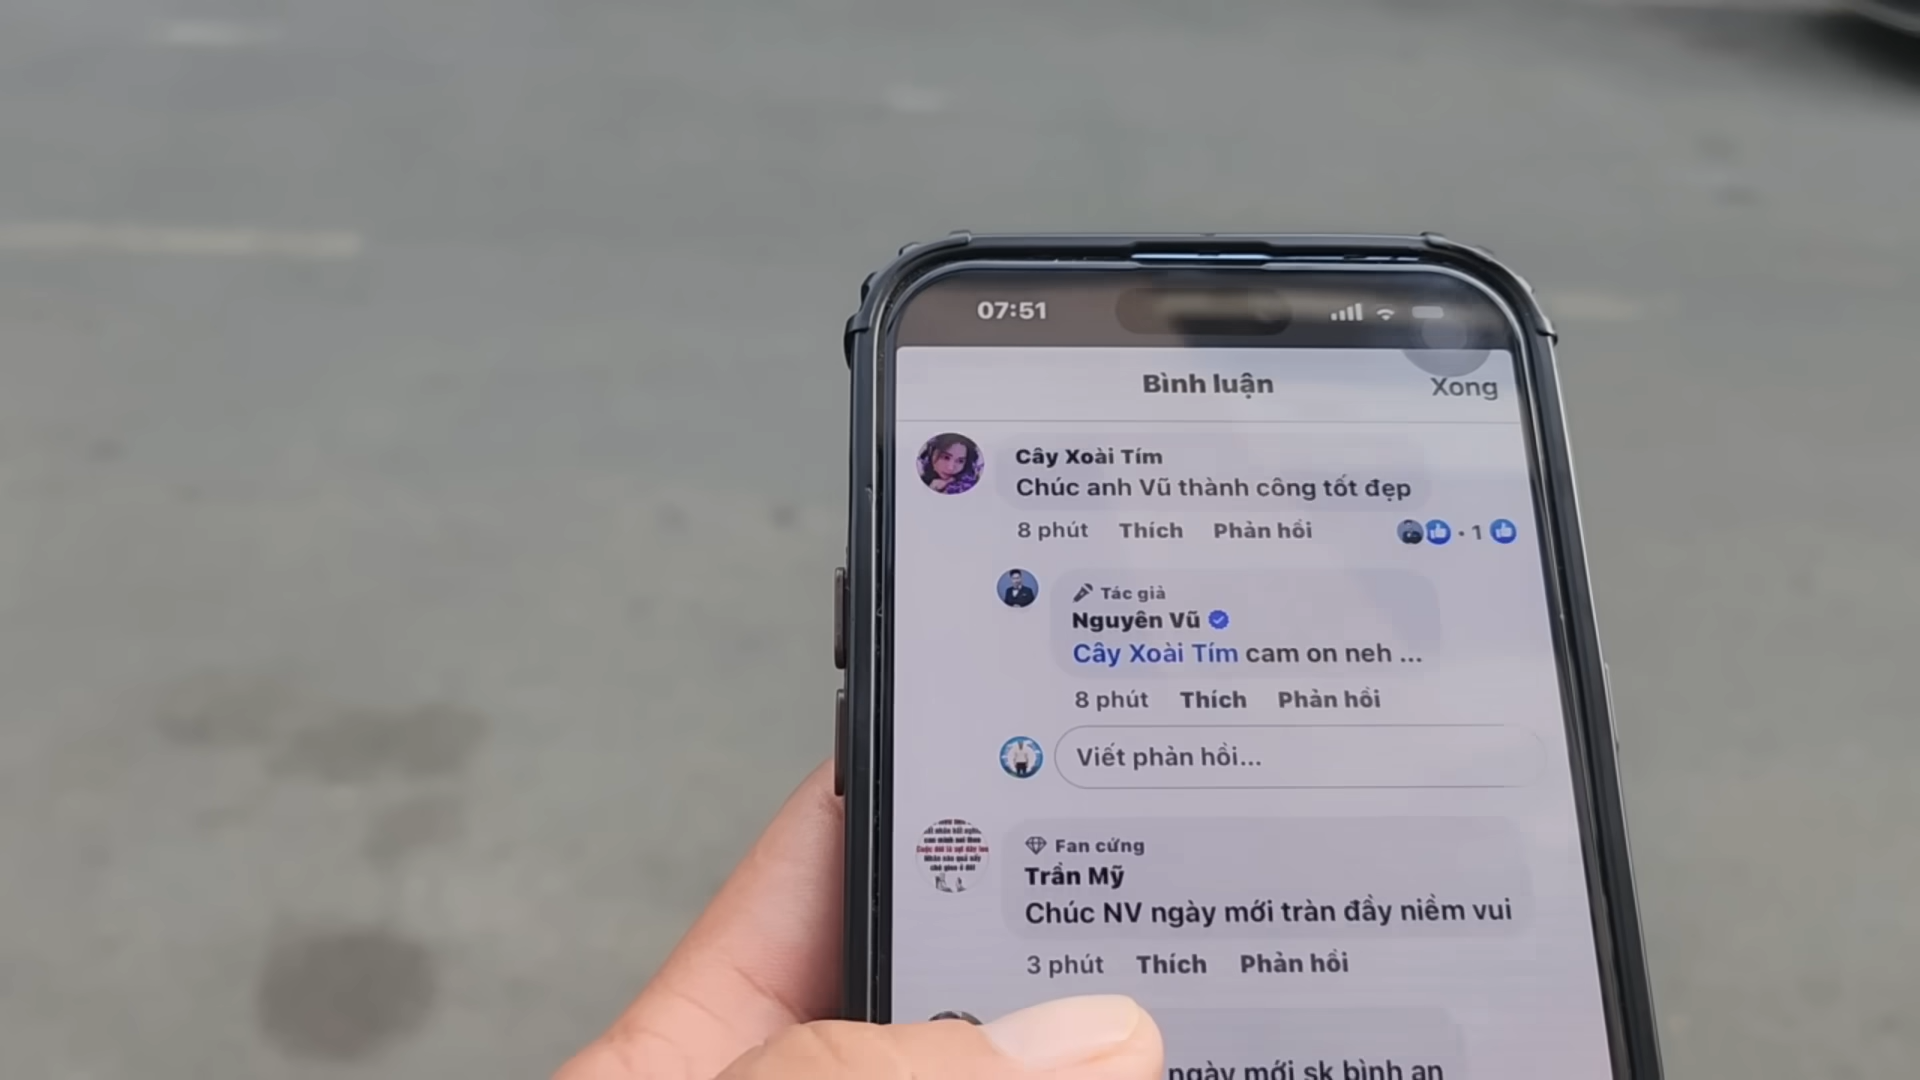 07:51
Bình luận
Xong
Cây Xoài Tím
Chúc anh Vũ thành công tốt đẹp
8 phút Thích Phản hồi
1
Tác giả
Nguyên Vũ
Cây Xoài Tím cam on neh ...
8 phút Thích Phản hồi
Viết phản hồi...
Fan cứng
Trần Mỹ
Chúc NV ngày mới tràn đầy niềm vui
3 phút Thích Phản hồi
ngày mới sk bình an